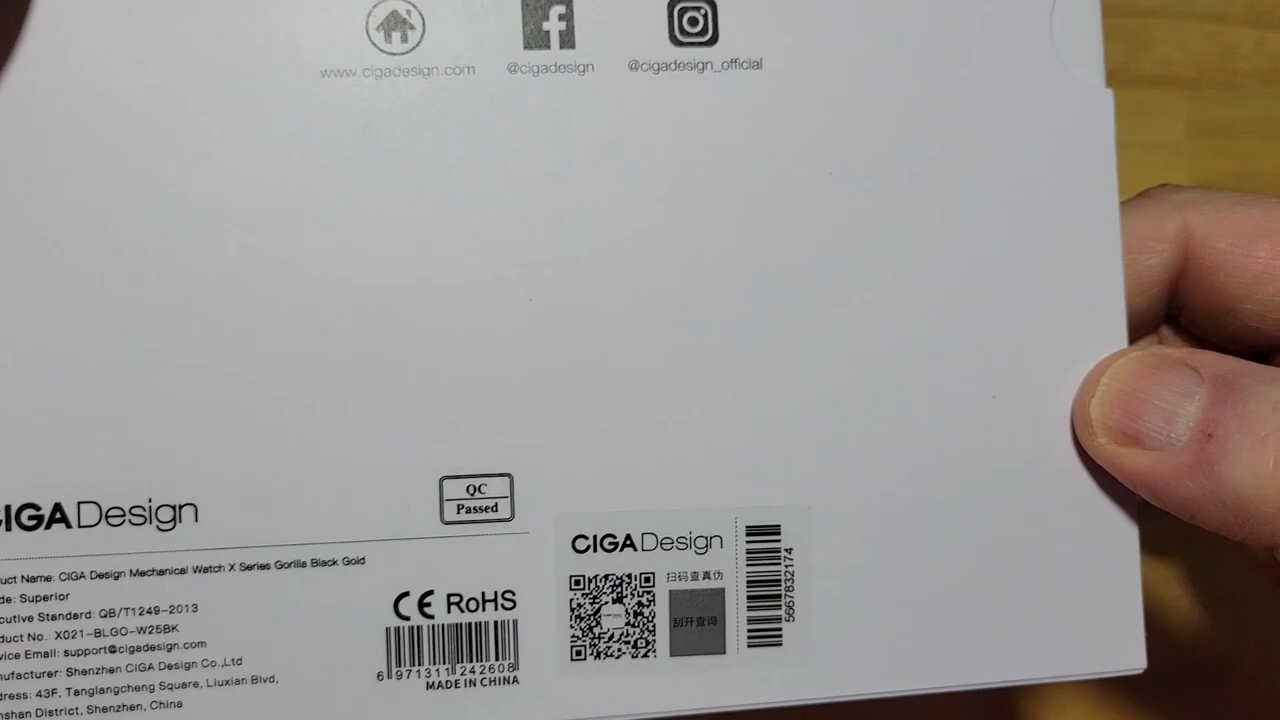 www.cigadesign.com
@cigadesign
@cigadesign_official
CIGA Design
QC
Passed
uct Name: CIGA Design Mechanical Watch X Series Gorilla Black Gold
de: Superior
cutive Standard: QB/T1249-2013
duct No. X021-BLGO-W25BK
vice Email: support@cigadesign.com
nufacturer: Shenzhen CIGA Design Co.,Ltd
dress: 43F, Tanglangcheng Square, Liuxian Blvd,
nshan District, Shenzhen, China
CE RoHS
6 971311 242608
MADE IN CHINA
CIGA Design
扫码查真伪
刮开查询
5667832174